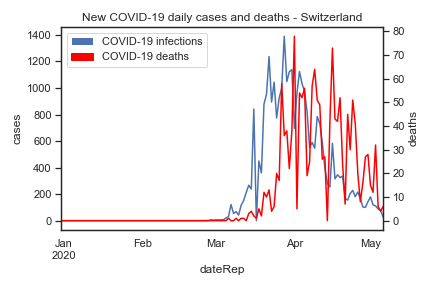 New COVID-19 daily cases and deaths - Switzerland
COVID-19 infections
COVID-19 deaths
1400
1200
1000
800
600
400
200
0
cases
80
70
60
50
40
30
20
10
0
deaths
Jan Feb Mar Apr May
2020
dateRep